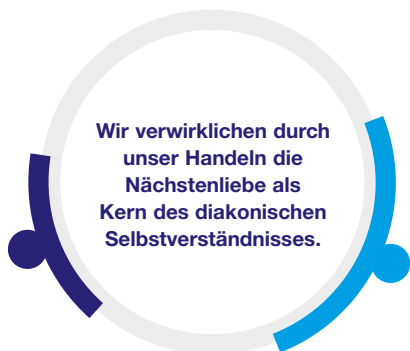 Wir verwirklichen durch
unser Handeln die
Nächstenliebe als
Kern des diakonischen
Selbstverständnisses.